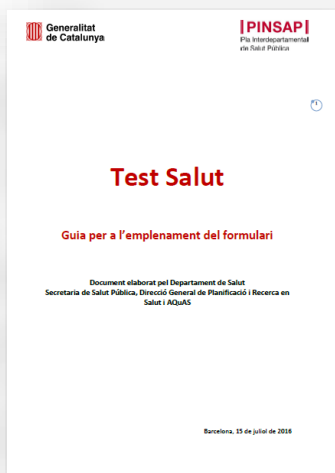 Generalitat
de Catalunya
PINSAP
Pla Interdepartamental
de Salut Pública
Test Salut
Guia per a l'emplenament del formulari
Document elaborat pel Departament de Salut
Secretaria de Salut Pública, Direcció General de Planificació i Recerca en
Salut i AQuAS
Barcelona, 15 de juliol de 2016